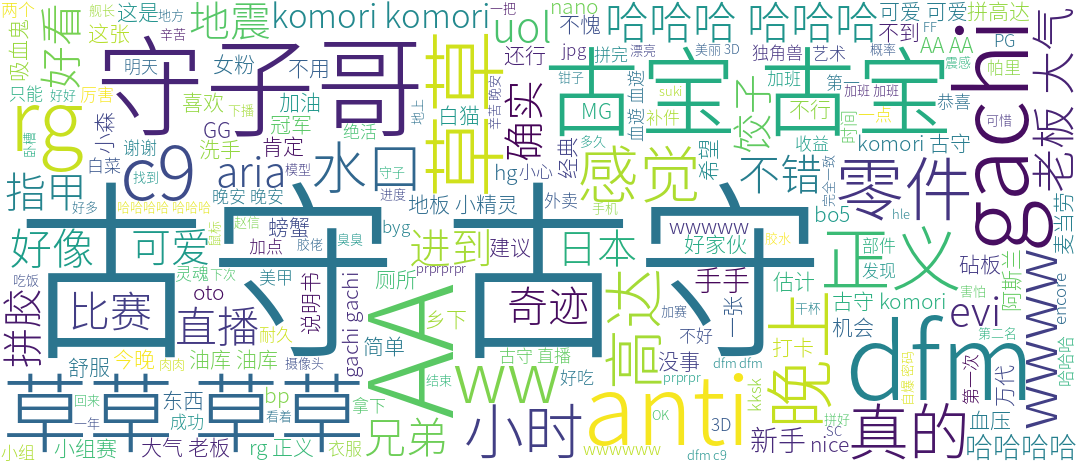 两个 舰长 辛苦 地方 这是 这张 地震 komori komori 一把 nano 不到 可爱 可爱 拼高达
吸血鬼 好看 守子哥 女粉 不用 uol 不愧 哈哈哈 哈哈哈 AA AA FF PG 大气
明天 草草 还行 jpg 拼完 漂亮 美丽 3D 独角兽 艺术 概率 震感 帕里
只能 好好 厉害 喜欢 下播 加油 绝活 地上 白猫 确实 钳子 MG 古宝 古宝 加班 第一 加班 加班 恭喜 gachi 老板
rg 小森 GG 冠军 辛苦 晚安 血遊 血遊 suki 补件 饺子 不行 一点 可惜
卧槽 谢谢 洗手 肯定 经典 多久 希望 收益 时间 komori 古守
白菜 找到 c9 aria 模型 水口 守子 hg 小心 感觉 不错 完全一致 零件 麦当劳
指甲 晚安 晚安 进度 地板 小精灵 外卖 手机 bo5 hle
好多 哈哈哈哈 哈哈哈 赵信 螃蟹 臭臭 byg wwwww 胶水 正义 部件 砧板
好像 可爱 鼠标 加点 胶佬 进到 建议 日本 好家伙 发现 阿斯兰 wwwww
灵魂 下次 美甲 厕所 prprprpr 手手 估计
吃饭 古守 古守 古守 komori 害怕 encore
拼胶 比赛 oto 说明书 gachi gachi AA 乡下 奇迹 高达 一张 加赛 干杯 上 机会 evi 第二名
直播 耐久 简单 古守 直播 没事 不好 打卡 dfm 哈哈哈
舒服 今晚 肉肉 油库 油库 摄像头 结束 ww 好吃 prprpr dfm dfm 自爆 密码 第一次 万代
草草草草 回来 东西 bp 看着 拿下 anti kksk 晚 血压
一年 成功 兄弟 小时 OK 3D 拼好 真的
小组 小组赛 大气 老板 rg 正义 衣服 wwwwww dfm c9 新手 SC nice 哈哈哈哈